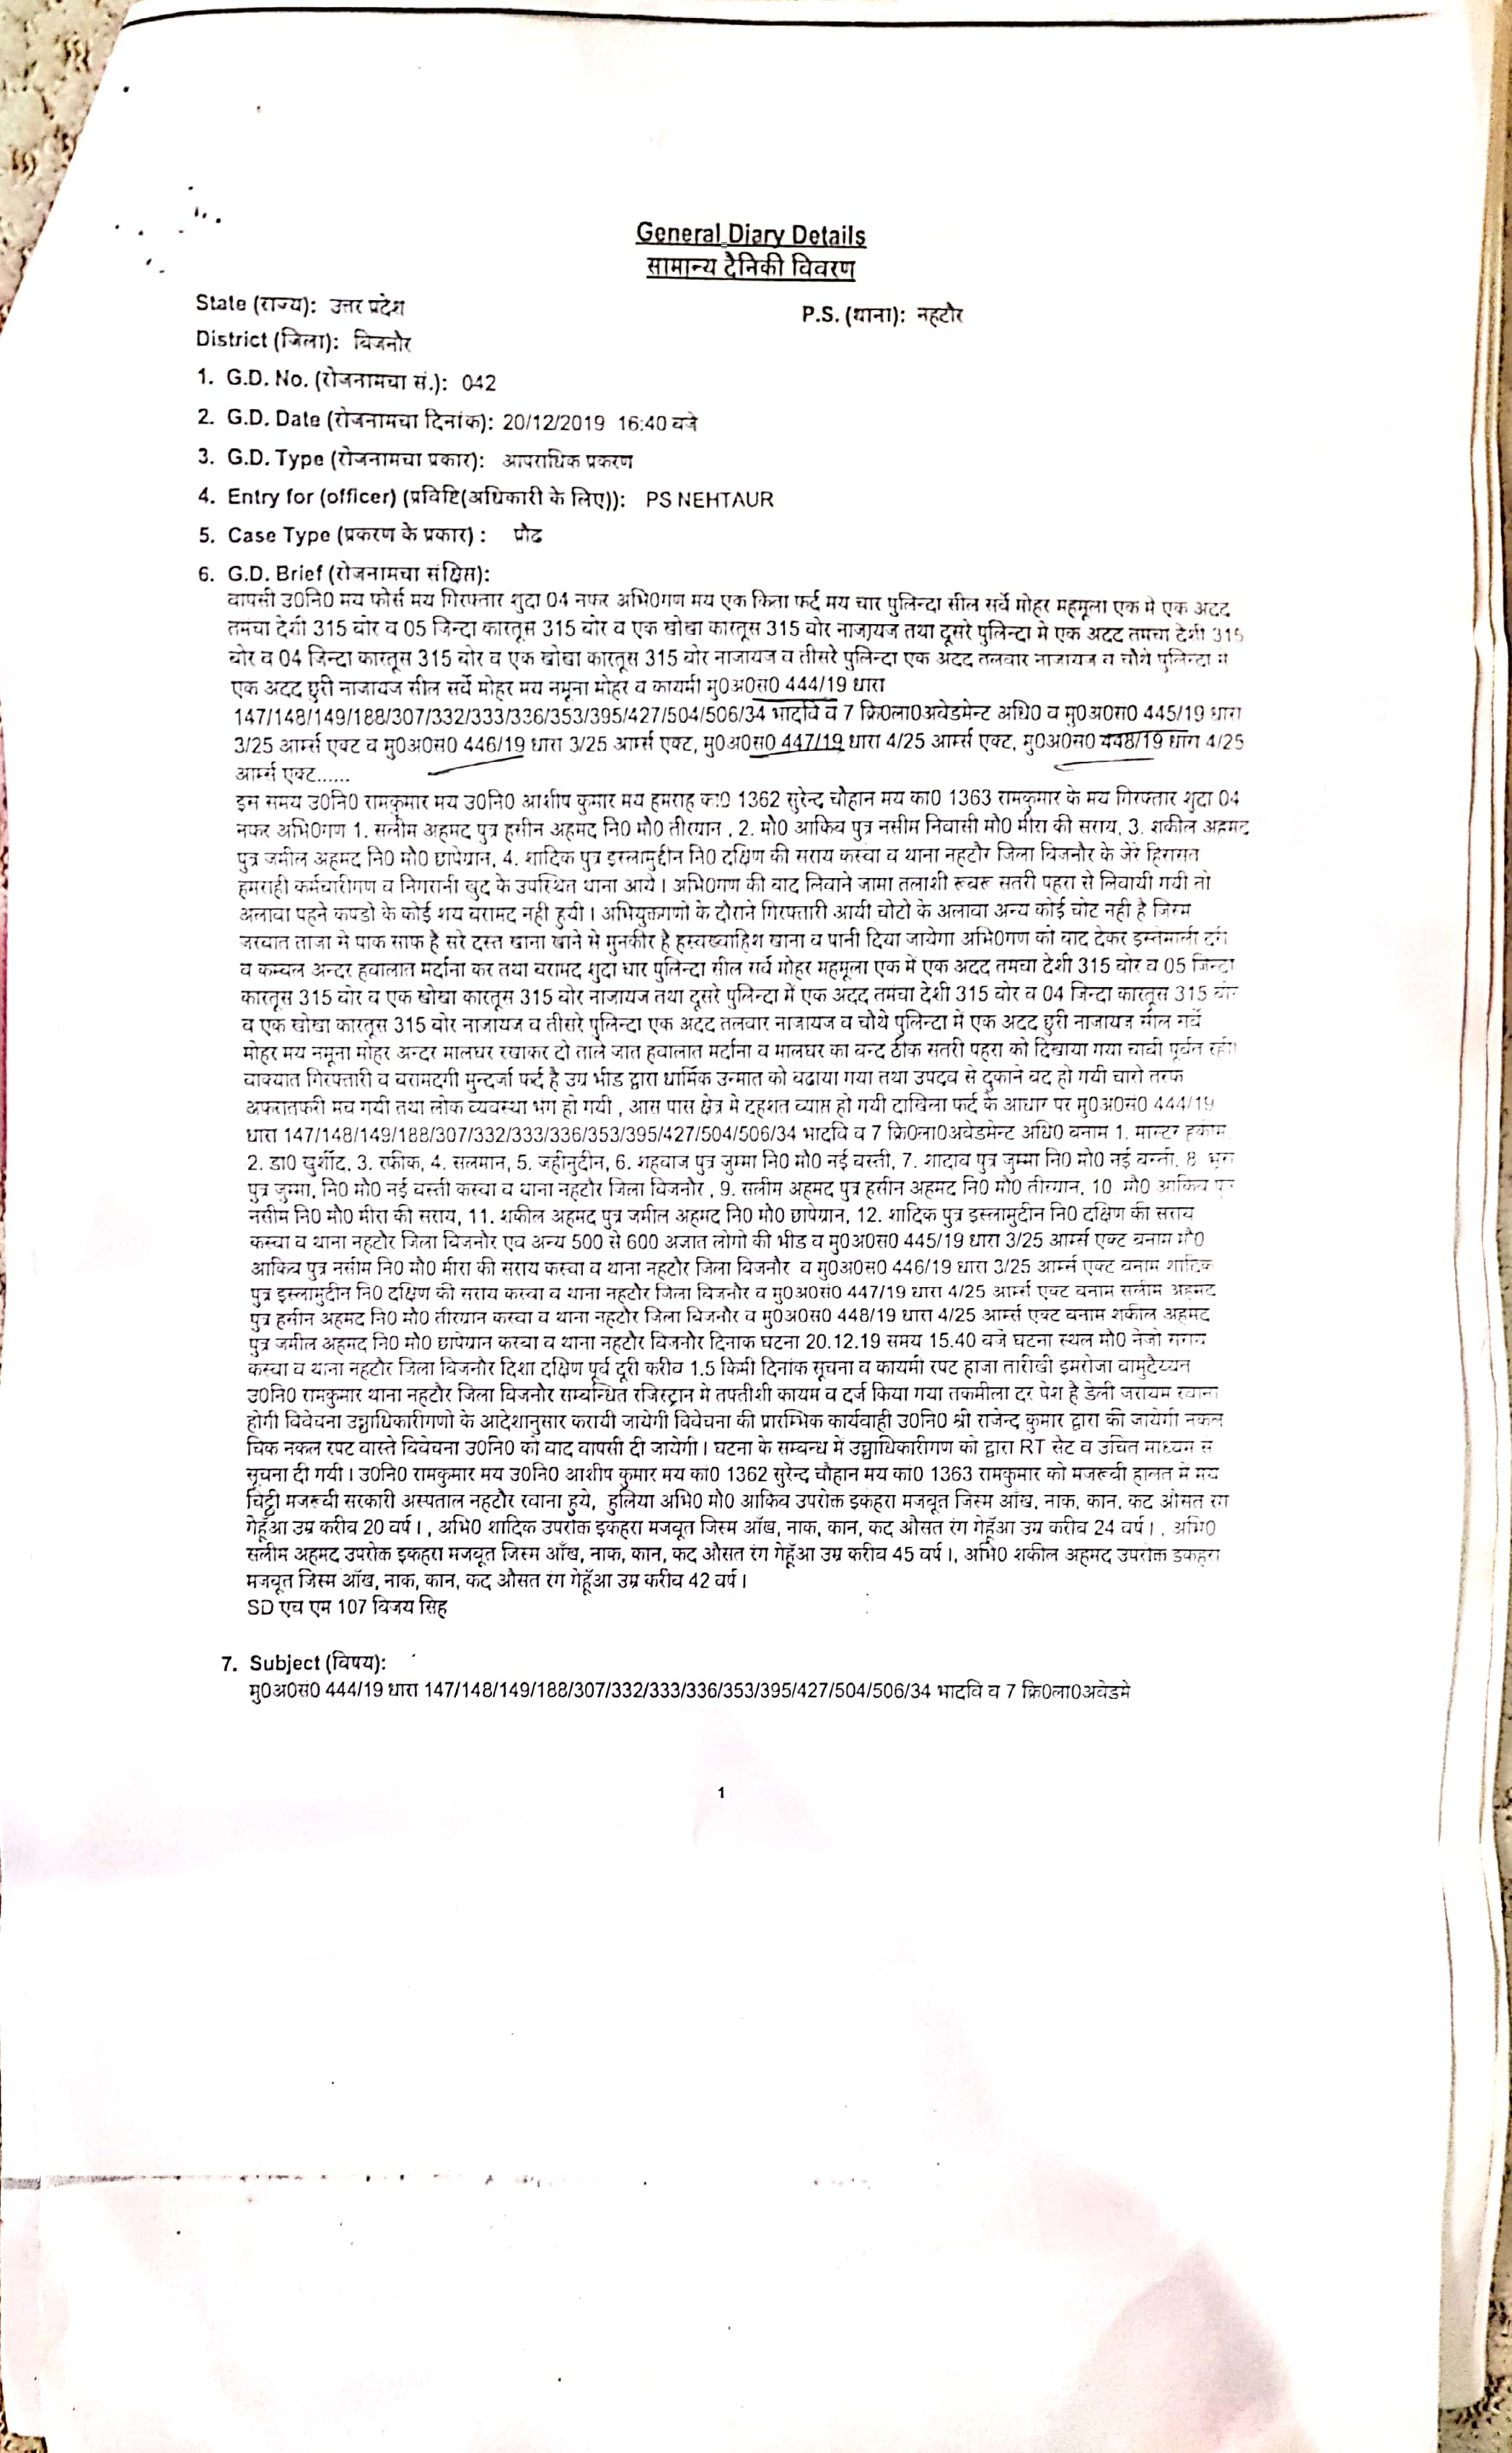 General Diary Details
सामान्य दैनिकी विवरण
State (राज्य): उत्तर प्रदेश
P.S. (थाना): नहटौर
District (जिला): बिजनौर
1. G.D. No. (रोजनामचा सं.): 042
2. G.D. Date (रोजनामचा दिनांक): 20/12/2019 16:40 बजे
3. G.D. Type (रोजनामचा प्रकार): आपराधिक प्रकरण
4. Entry for (officer) (प्रविष्टि(अधिकारी के लिए)): PS NEHTAUR
5. Case Type (प्रकरण के प्रकार) : प्रौढ
6. G.D. Brief (रोजनामचा संक्षिप्त):
वापसी उ0नि0 मय फोर्स मय गिरफ्तार शुदा 04 नफर अभि0गण मय एक किता फर्द मय चार पुलिन्दा सील सर्वे मोहर महमूला एक मे एक अदद
तमंचा देशी 315 बोर व 05 जिन्दा कारतूस 315 बोर व एक खोखा कारतूस 315 बोर नाजायज तथा दूसरे पुलिन्दा मे एक अदद तमचा देशी 315
बोर व 04 जिन्दा कारतूस 315 बोर व एक खोखा कारतूस 315 बोर नाजायज व तीसरे पुलिन्दा एक अदद तलवार नाजायज व चौथे पुलिन्दा मे
एक अदद छुरी नाजायज सील सर्वे मोहर मय नमूना मोहर व कायमी मु0अ0स0 444/19 धारा
147/148/149/188/307/332/333/336/353/395/427/504/506/34 भादवि व 7 क्रि0ला0अवेडमेन्ट अधि0 व मु0अ0स0 445/19 धारा
3/25 आर्म्स एक्ट व मु0अ0स0 446/19 धारा 3/25 आर्म्स एक्ट, मु0अ0स0 447/19 धारा 4/25 आर्म्स एक्ट, मु0अ0स0 448/19 धारा 4/25
आर्म्स एक्ट......
इस समय उ0नि0 रामकुमार मय उ0नि0 आशीष कुमार मय हमराह का0 1362 सुरेन्द चौहान मय का0 1363 रामकुमार के मय गिरफ्तार शुदा 04
नफर अभि0गण 1. सलीम अहमद पुत्र हसीन अहमद नि0 मौ0 तीरग्रान , 2. मौ0 आकिब पुत्र नसीम निवासी मौ0 मीरा की सराय, 3. शकील अहमद
पुत्र जमील अहमद नि0 मौ0 छापेग्रान, 4. शादिक पुत्र इस्लामुद्दीन नि0 दक्षिण की सराय कस्वा व थाना नहटौर जिला बिजनौर के जेरे हिरासत
हमराही कर्मचारीगण व निगरानी खुद के उपस्थित थाना आये । अभि0गण की बाद लिवाने जामा तलाशी रूबरू सतरी पहरा से लिवायी गयी तो
अलावा पहने कपडो के कोई शय बरामद नही हुयी । अभियुक्तगणो के दौराने गिरफ्तारी आयी चोटो के अलावा अन्य कोई चोट नही है जिस्म
जरबात ताजा मे पाक साफ है सरे दस्त खाना खाने से मुनकीर है हस्वख्वाहिश खाना व पानी दिया जायेगा अभि0गण को बाद देकर इस्तेमाली दरी
व कम्बल अन्दर हवालात मर्दाना कर तथा बरामद शुदा चार पुलिन्दा सील सर्वे मोहर महमूला एक में एक अदद तमचा देशी 315 बोर व 05 जिन्दा
कारतूस 315 बोर व एक खोखा कारतूस 315 बोर नाजायज तथा दूसरे पुलिन्दा में एक अदद तमंचा देशी 315 बोर व 04 जिन्दा कारतूस 315 बोर
व एक खोखा कारतूस 315 बोर नाजायज व तीसरे पुलिन्दा एक अदद तलवार नाजायज व चौथे पुलिन्दा में एक अदद छुरी नाजायज सील सर्वे
मोहर मय नमूना मोहर अन्दर मालघर रखाकर दो ताले जात हवालात मर्दाना व मालघर का बन्द ठीक सतरी पहरा को दिखाया गया चाबी पूर्वत रही
वाक्यात गिरफ्तारी व बरामदगी मुन्दर्जा फर्द है उग्र भीड द्वारा धार्मिक उन्मात को बढाया गया तथा उपद्रव से दुकाने बद हो गयी चारो तरफ
अफरातफरी मच गयी तथा लोक व्यवस्था भंग हो गयी , आस पास क्षेत्र मे दहशत व्याप्त हो गयी दाखिला फर्द के आधार पर मु0अ0स0 444/19
धारा 147/148/149/188/307/332/333/336/353/395/427/504/506/34 भादवि व 7 क्रि0ला0अवेडमेन्ट अधि0 बनाम 1. मास्टर हकीम,
2. डा0 खुर्शीद, 3. रफीक, 4. सलमान, 5. जहीनुदीन, 6. शहवाज पुत्र जुम्मा नि0 मौ0 नई बस्ती, 7. शादाव पुत्र जुम्मा नि0 मो0 नई बस्ती, 8
पुत्र जुम्मा, नि0 मौ0 नई बस्ती कस्वा व थाना नहटौर जिला बिजनौर , 9. सलीम अहमद पुत्र हसीन अहमद नि0 मौ0 तीरग्रान, 10 मौ0 आकिब पुत्र
नसीम नि0 मौ0 मीरा की सराय, 11. शकील अहमद पुत्र जमील अहमद नि0 मौ0 छापेग्रान, 12. शादिक पुत्र इस्लामुदीन नि0 दक्षिण की सराय
कस्वा व थाना नहटौर जिला बिजनौर एवं अन्य 500 से 600 अज्ञात लोगो की भीड व मु0अ0स0 445/19 धारा 3/25 आर्म्स एक्ट बनाम मौ0
आकिब पुत्र नसीम नि0 मौ0 मीरा की सराय कस्वा व थाना नहटौर जिला बिजनौर व मु0अ0स0 446/19 धारा 3/25 आर्म्स एक्ट बनाम शादिक
पुत्र इस्लामुदीन नि0 दक्षिण की सराय कस्वा व थाना नहटौर जिला बिजनौर व मु0अ0सं0 447/19 धारा 4/25 आर्म्स एक्ट बनाम सलीम अहमद
पुत्र हसीन अहमद नि0 मौ0 तीरग्रान कस्वा व थाना नहटौर जिला बिजनौर व मु0अ0स0 448/19 धारा 4/25 आर्म्स एक्ट बनाम शकील अहमद
पुत्र जमील अहमद नि0 मौ0 छापेग्रान कस्वा व थाना नहटौर बिजनौर दिनाक घटना 20.12.19 समय 15.40 बजे घटना स्थल मौ0 नेजो सराय
कस्वा व थाना नहटौर जिला बिजनौर दिशा दक्षिण पूर्व दूरी करीव 1.5 किमी दिनांक सूचना व कायमी रपट हाजा तारीखी इमरोजा वामुदैय्यन
उ0नि0 रामकुमार थाना नहटौर जिला बिजनौर सम्बन्धित रजिस्ट्रान मे तफ्तीशी कायम व दर्ज किया गया तकमीला दर पेश है डेली जरायम रवाना
होगी विवेचना उच्चाधिकारीगणो के आदेशानुसार करायी जायेगी विवेचना की प्रारम्भिक कार्यवाही उ0नि0 श्री राजेन्द कुमार द्वारा की जायेगी नकल
चिक नकल रपट वास्ते विवेचना उ0नि0 को बाद वापसी दी जायेगी । घटना के सम्बन्ध में उच्चाधिकारीगण को द्वारा RT सेट व उचित माध्यम से
सूचना दी गयी । उ0नि0 रामकुमार मय उ0नि0 आशीष कुमार मय कां0 1362 सुरेन्द चौहान मय कां0 1363 रामकुमार को मजरूबी हालत मे मय
चिट्टी मजरूबी सरकारी अस्पताल नहटौर रवाना हुये, हुलिया अभि0 मौ0 आकिब उपरोक्त इकहरा मजबूत जिस्म आंख, नाक, कान, कद औसत रग
गेहूँआ उम्र करीव 20 वर्ष ।, अभि0 शादिक उपरोक्त इकहरा मजबूत जिस्म आँख, नाक, कान, कद औसत रंग गेहूँआ उम्र करीव 24 वर्ष ।, अभि0
सलीम अहमद उपरोक्त इकहरा मजबूत जिस्म आँख, नाक, कान, कद औसत रंग गेहूँआ उम्र करीव 45 वर्ष ।, अभि0 शकील अहमद उपरोक्त इकहरा
मजबूत जिस्म आँख, नाक, कान, कद औसत रंग गेहूँआ उम्र करीव 42 वर्ष ।
SD एच एम 107 विजय सिह
7. Subject (विषय):
मु0अ0सं0 444/19 धारा 147/148/149/188/307/332/333/336/353/395/427/504/506/34 भादवि व 7 क्रि0ला0अवेडमे
1